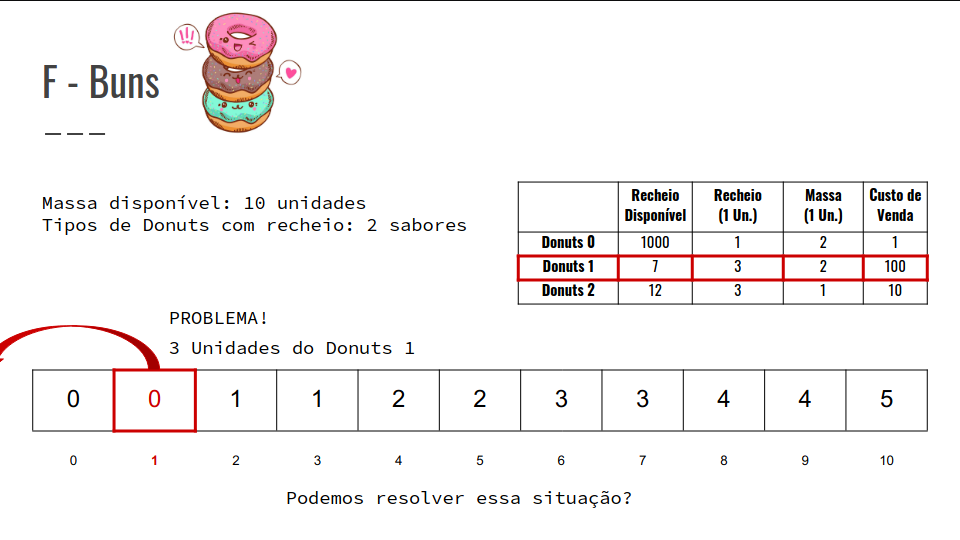 !!!
F - Buns
Massa disponível: 10 unidades
Tipos de Donuts com recheio: 2 sabores
Recheio Disponível Recheio (1 Un.) Massa (1 Un.) Custo de Venda
Donuts 0 1000 1 2 1
Donuts 1 7 3 2 100
Donuts 2 12 3 1 10
PROBLEMA!
3 Unidades do Donuts 1
0 0 1 1 2 2 3 3 4 4 5
0 1 2 3 4 5 6 7 8 9 10
Podemos resolver essa situação?